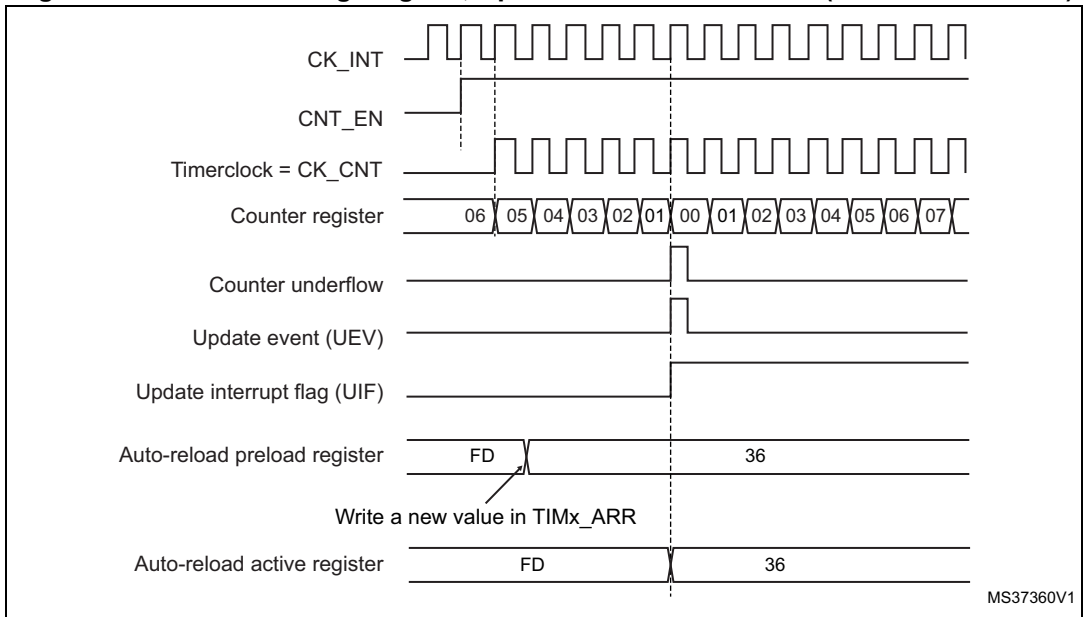 CK_INT
CNT_EN
Timerclock = CK_CNT
Counter register 06 05 04 03 02 01 00 01 02 03 04 05 06 07
Counter underflow
Update event (UEV)
Update interrupt flag (UIF)
Auto-reload preload register FD 36
Write a new value in TIMx_ARR
Auto-reload active register FD 36
MS37360V1